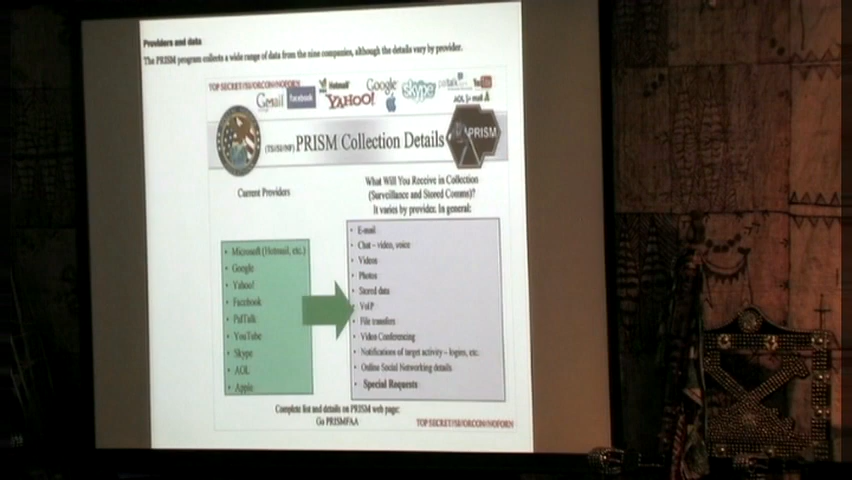 Providers and data
The PRISM program collects a wide range of data from the nine companies, although the details vary by provider.
TOP SECRET//SI//ORCON//NOFORN
Hotmail
Google
skype
paltalk
You Tube
Gmail
facebook
YAHOO!
AOL mail
(TS//SI//NF) PRISM Collection Details
PRISM
Current Providers
What Will You Receive in Collection
(Surveillance and Stored Comms)?
It varies by provider. In general:
• Microsoft (Hotmail, etc.)
• Google
• Yahoo!
• Facebook
• PalTalk
• YouTube
• Skype
• AOL
• Apple
• E-mail
• Chat – video, voice
• Videos
• Photos
• Stored data
• VoIP
• File transfers
• Video Conferencing
• Notifications of target activity – logins, etc.
• Online Social Networking details
• Special Requests
Complete list and details on PRISM web page:
Go PRISMFAA
TOP SECRET//SI//ORCON//NOFORN